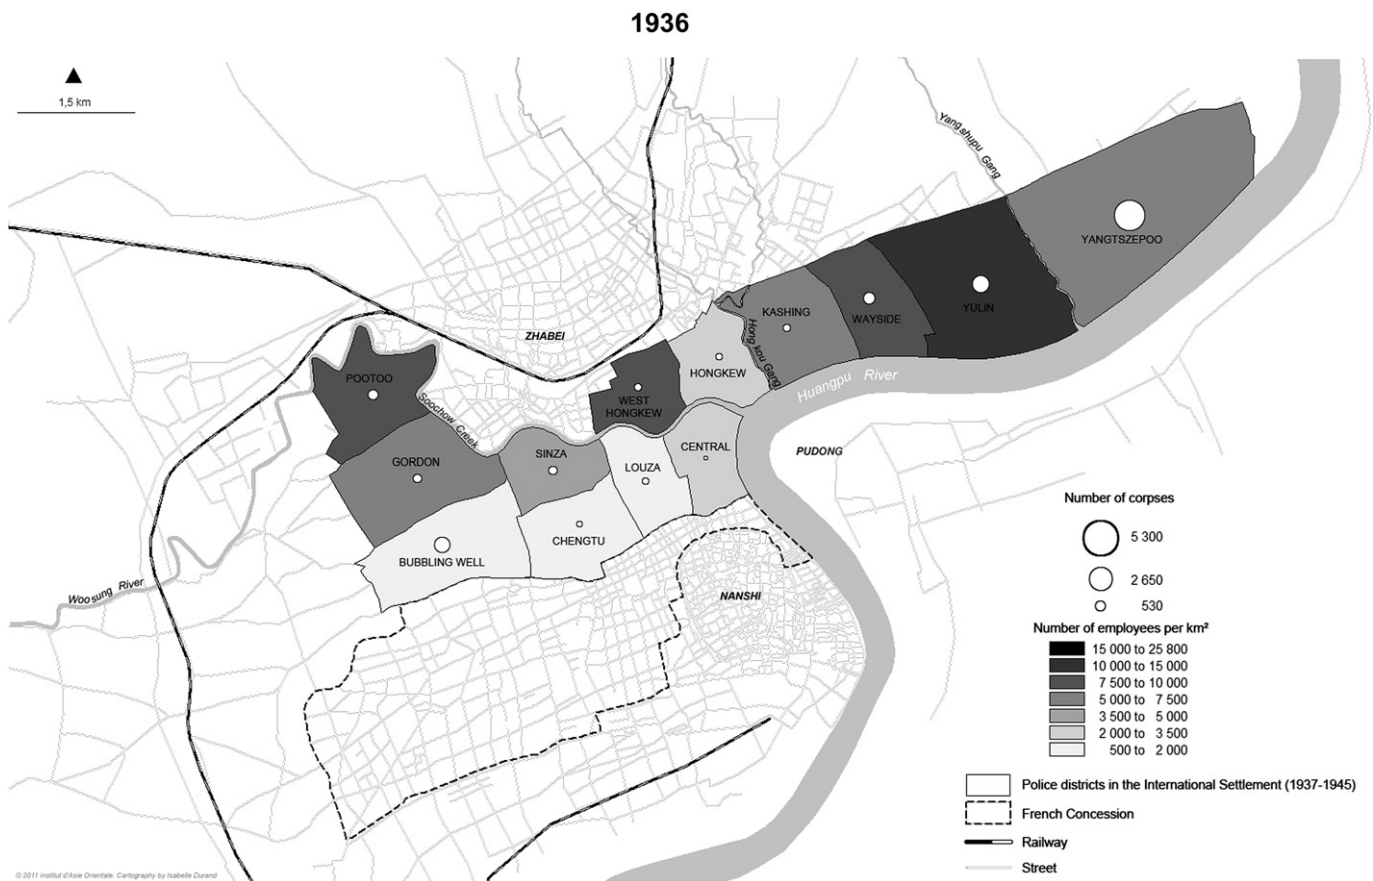 1936
1,5 km
Yangshupu Gang
YANGTSZEPOO
YULIN
WAYSIDE
KASHING
Hong kou Gang
HONGKEW
Huangpu River
ZHABEI
POOTOO
WEST
HONGKEW
Soochow Creek
CENTRAL
PUDONG
GORDON
SINZA
LOUZA
CHENGTU
BUBBLING WELL
Woosung River
NANSHI
Number of corpses
5 300
2 650
530
Number of employees per km²
15 000 to 25 800
10 000 to 15 000
7 500 to 10 000
5 000 to 7 500
3 500 to 5 000
2 000 to 3 500
500 to 2 000
Police districts in the International Settlement (1937-1945)
French Concession
Railway
Street
© 2011 Institut d'Asie Orientale. Cartography by Isabelle Durand